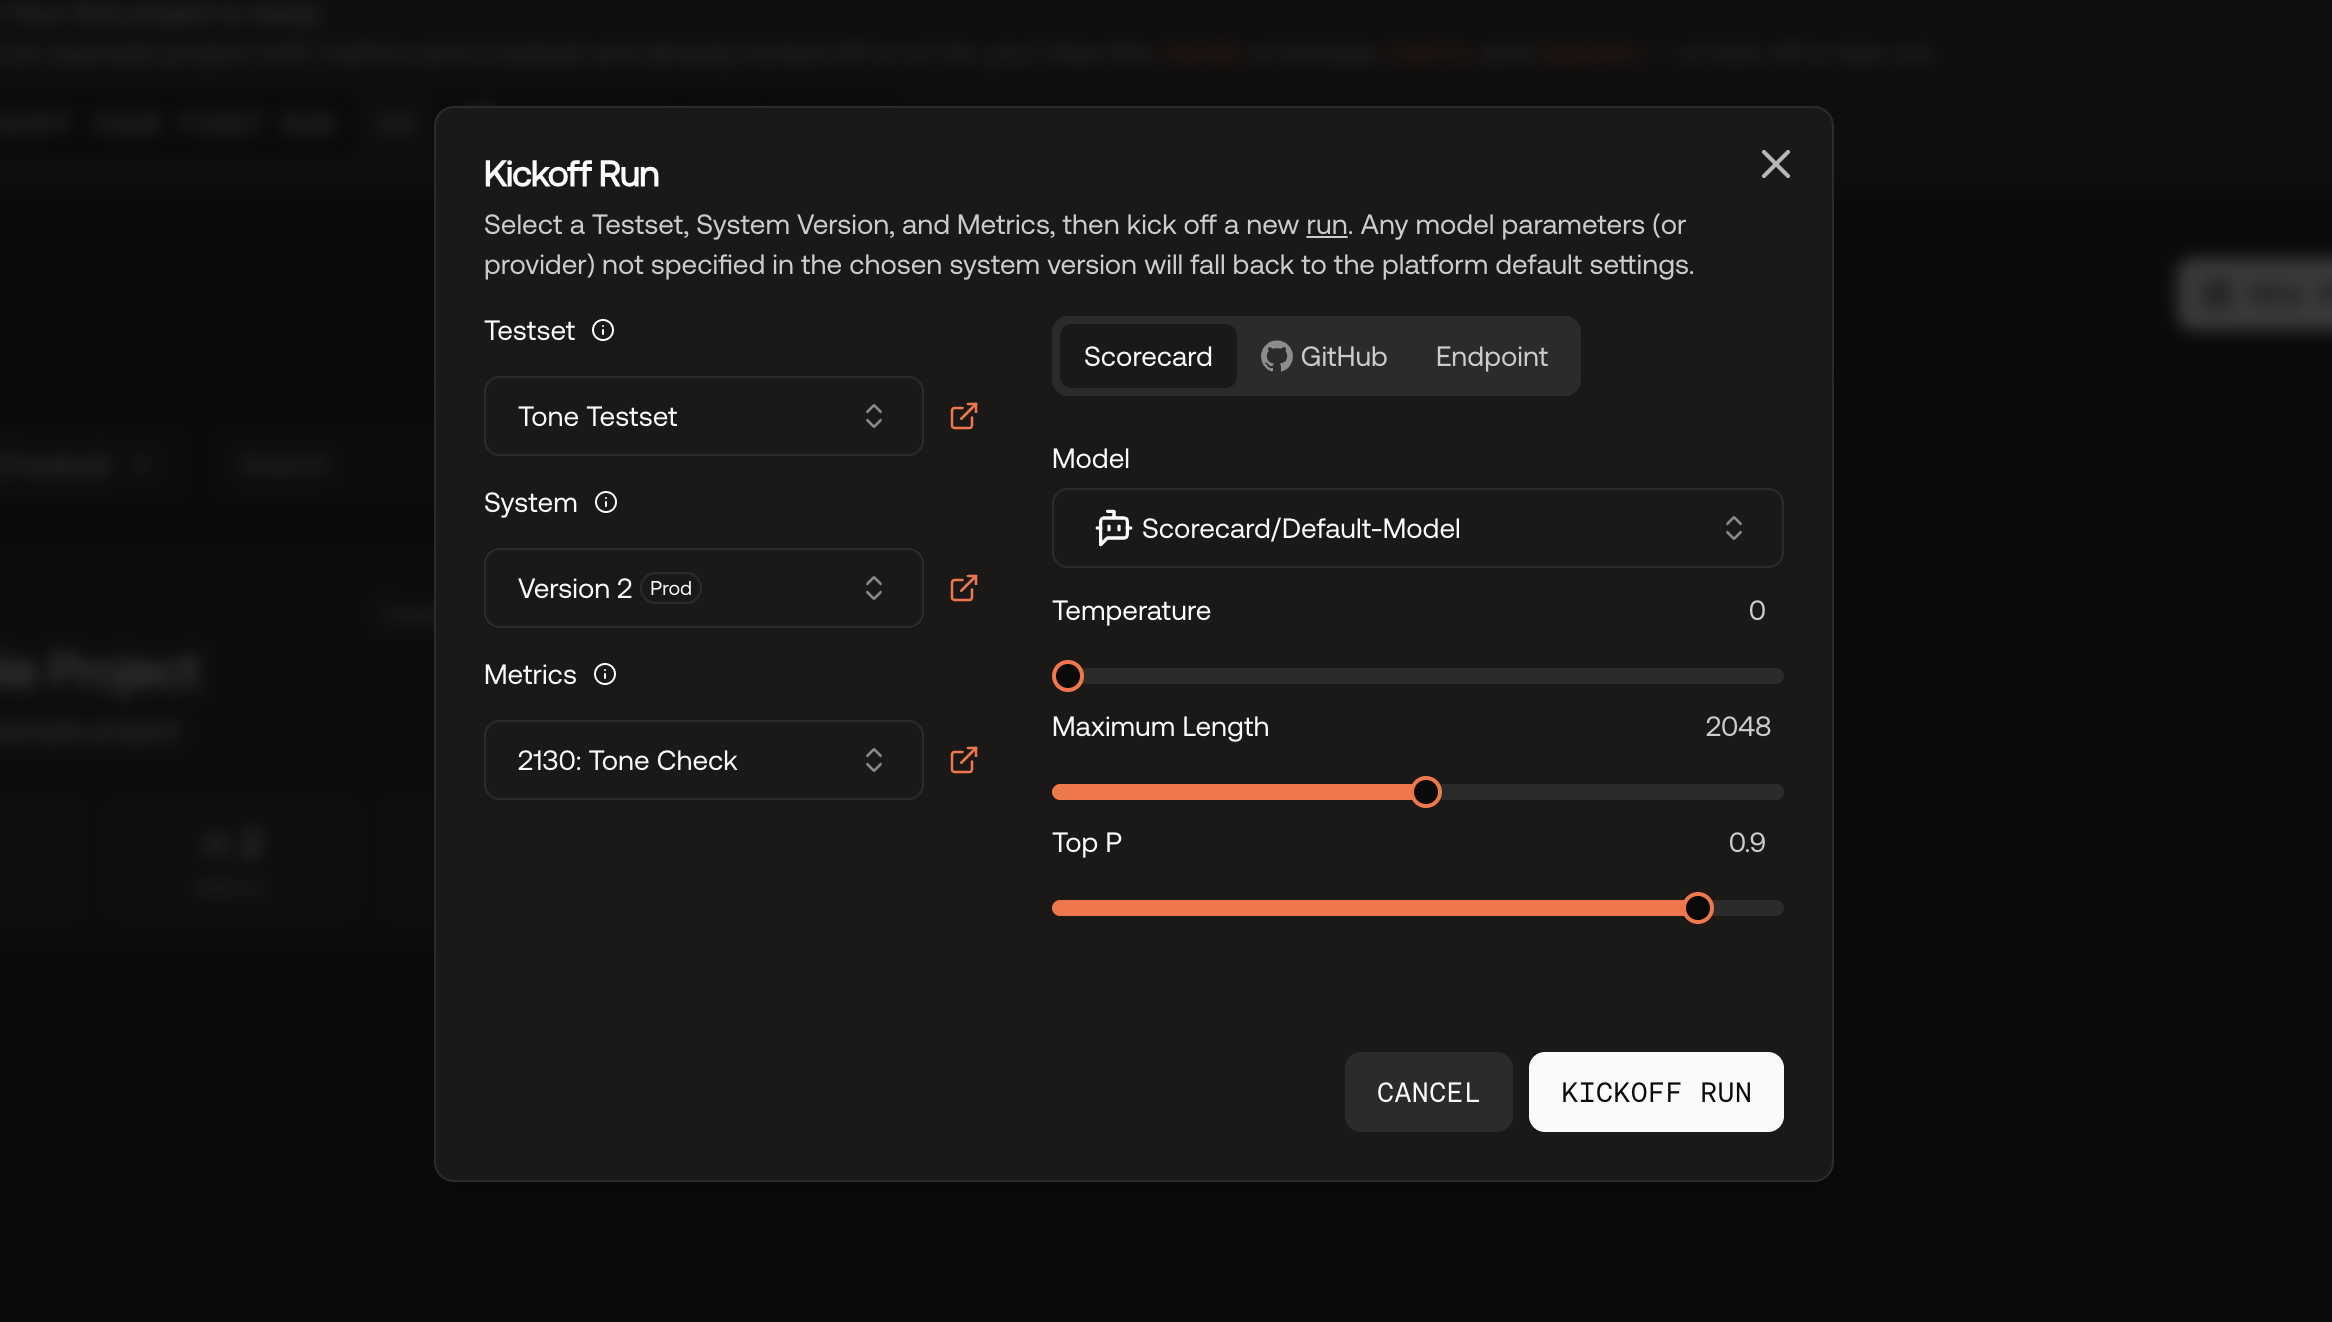 Kickoff Run
Select a Testset, System Version, and Metrics, then kick off a new run. Any model parameters (or
provider) not specified in the chosen system version will fall back to the platform default settings.
Testset
Tone Testset
System
Version 2 Prod
Metrics
2130: Tone Check
Scorecard GitHub Endpoint
Model
Scorecard/Default-Model
Temperature 0
Maximum Length 2048
Top P 0.9
CANCEL KICKOFF RUN